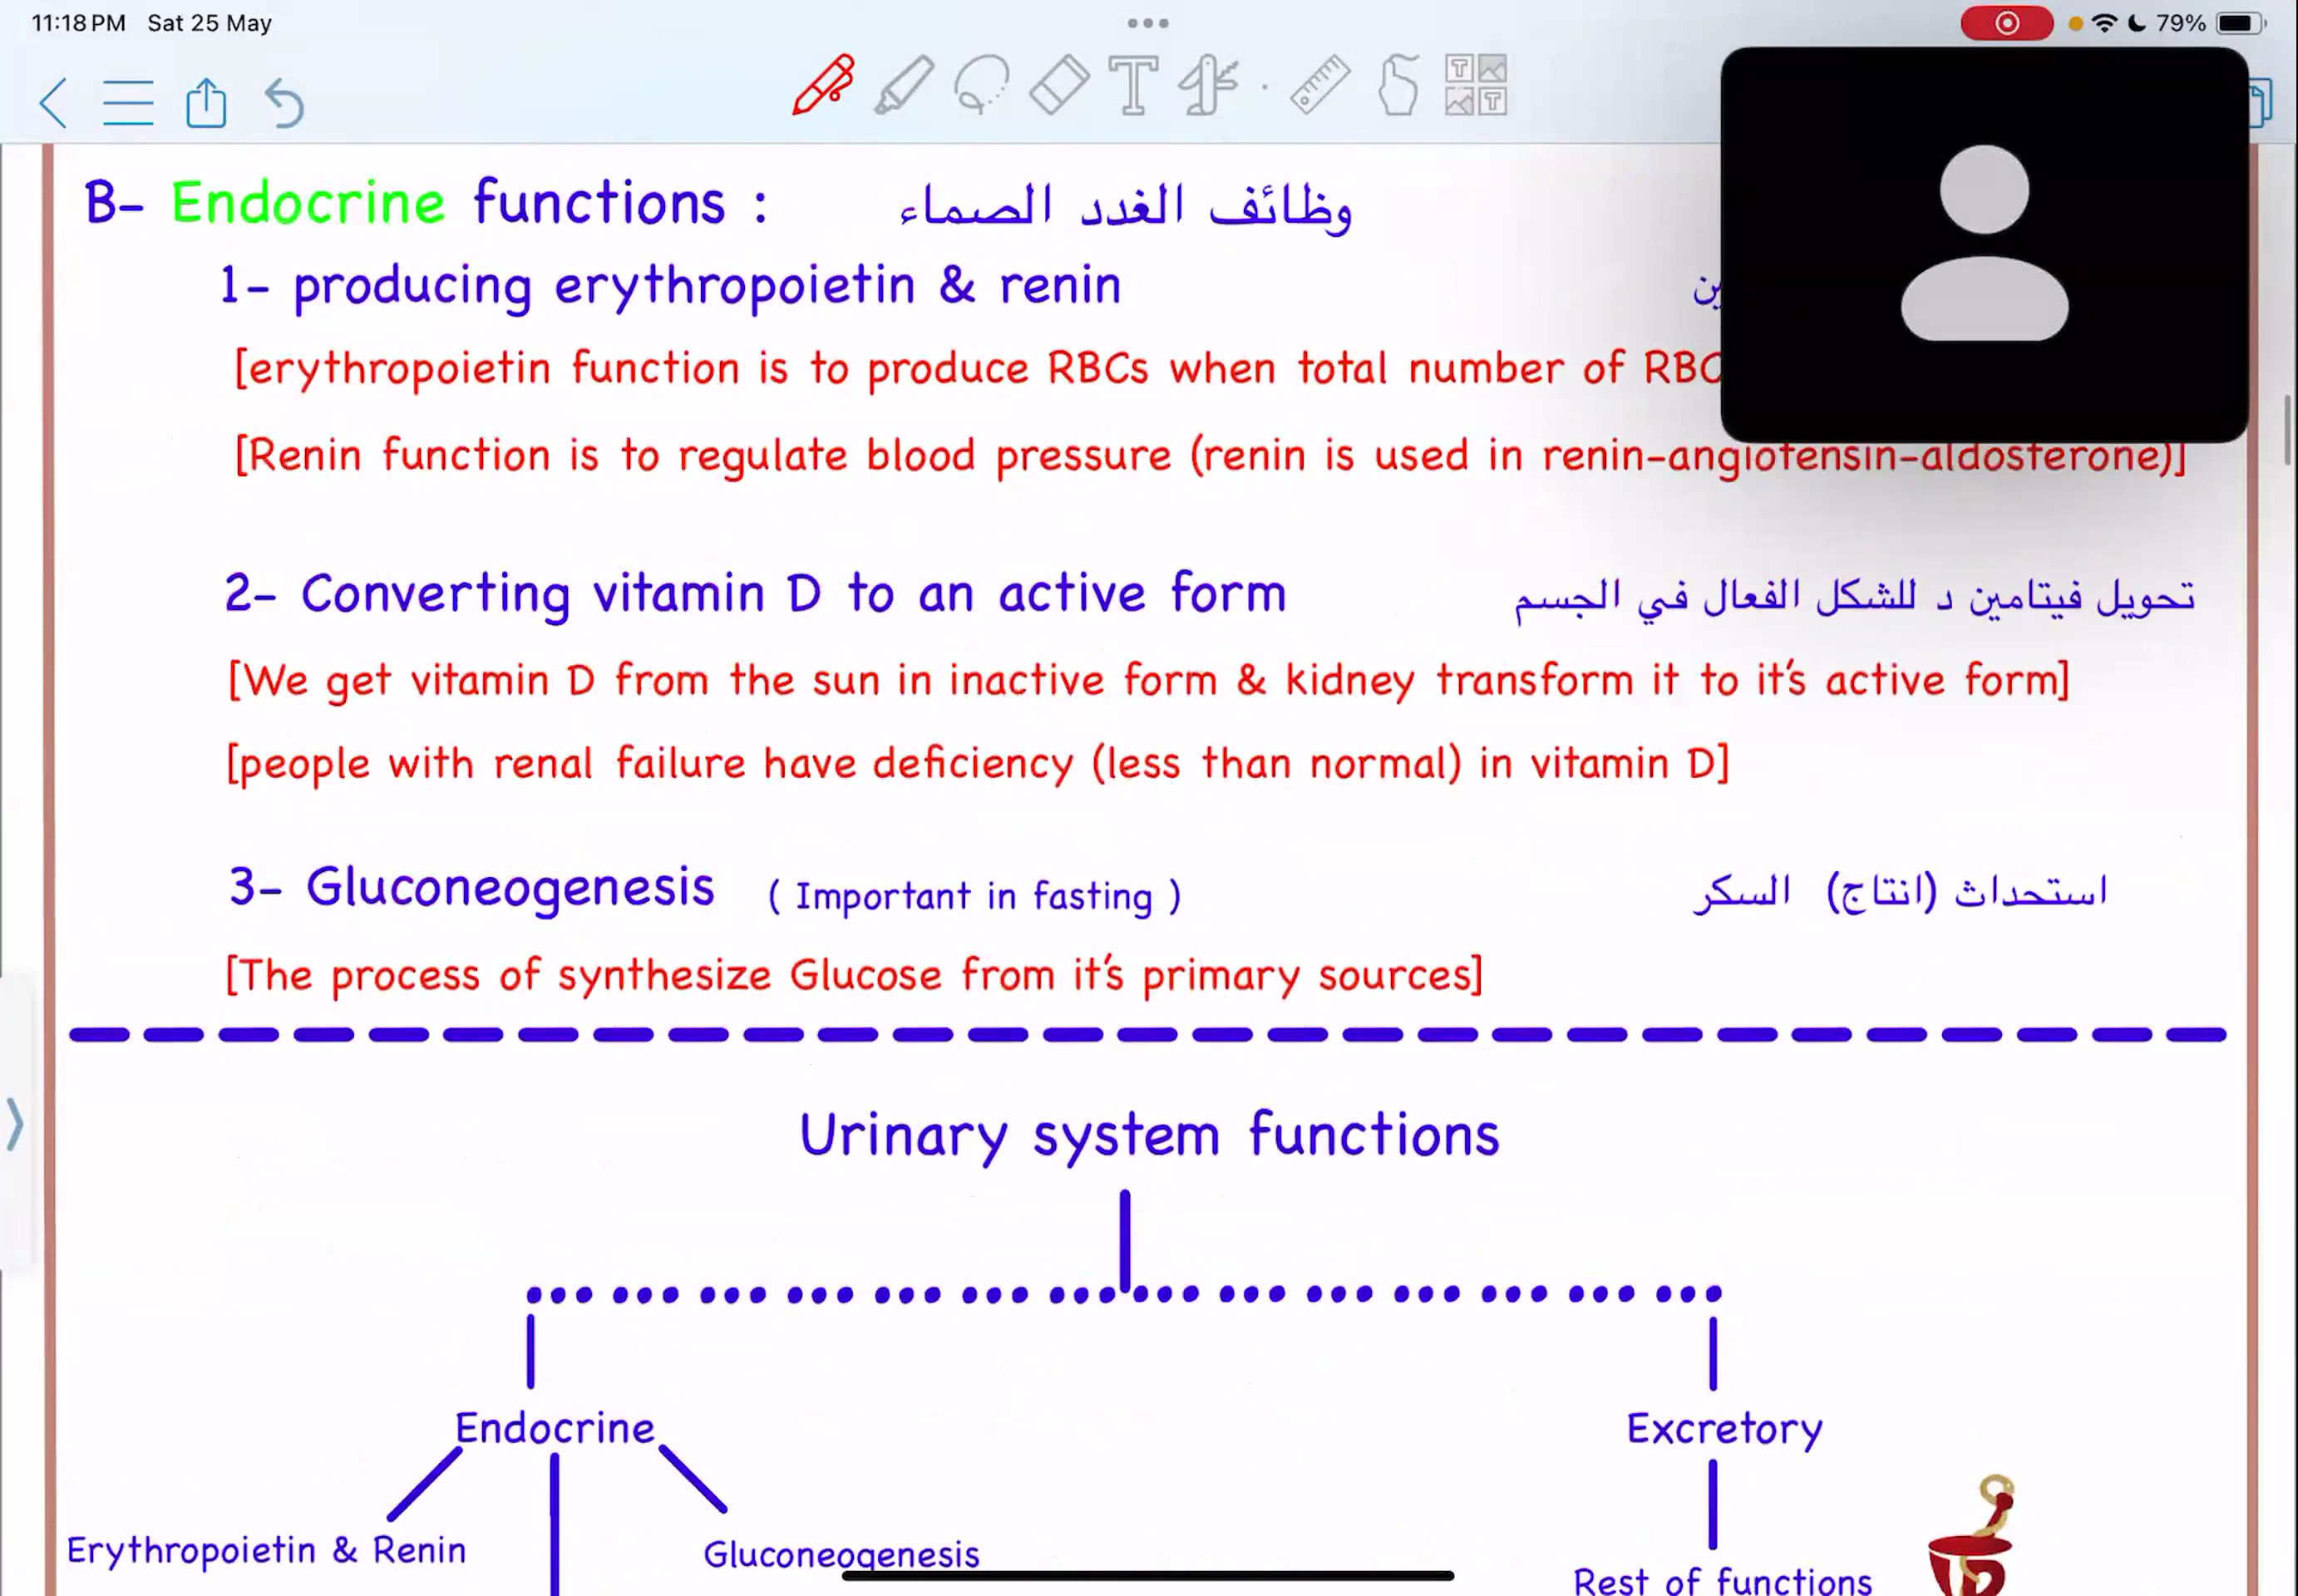 11:18 PM Sat 25 May
79%
B- Endocrine functions : وظائف الغدد الصماء
1- producing erythropoietin & renin
[erythropoietin function is to produce RBCs when total number of
[Renin function is to regulate blood pressure (renin is used in renin-angiotensin-aldosterone)]
2- Converting vitamin D to an active form تحويل فيتامين د للشكل الفعال في الجسم
[We get vitamin D from the sun in inactive form & kidney transform it to it's active form]
[people with renal failure have deficiency (less than normal) in vitamin D]
3- Gluconeogenesis ( Important in fasting ) استحداث (انتاج) السكر
[The process of synthesize Glucose from it's primary sources]
Urinary system functions
Endocrine Excretory
Erythropoietin & Renin Gluconeogenesis Rest of functions